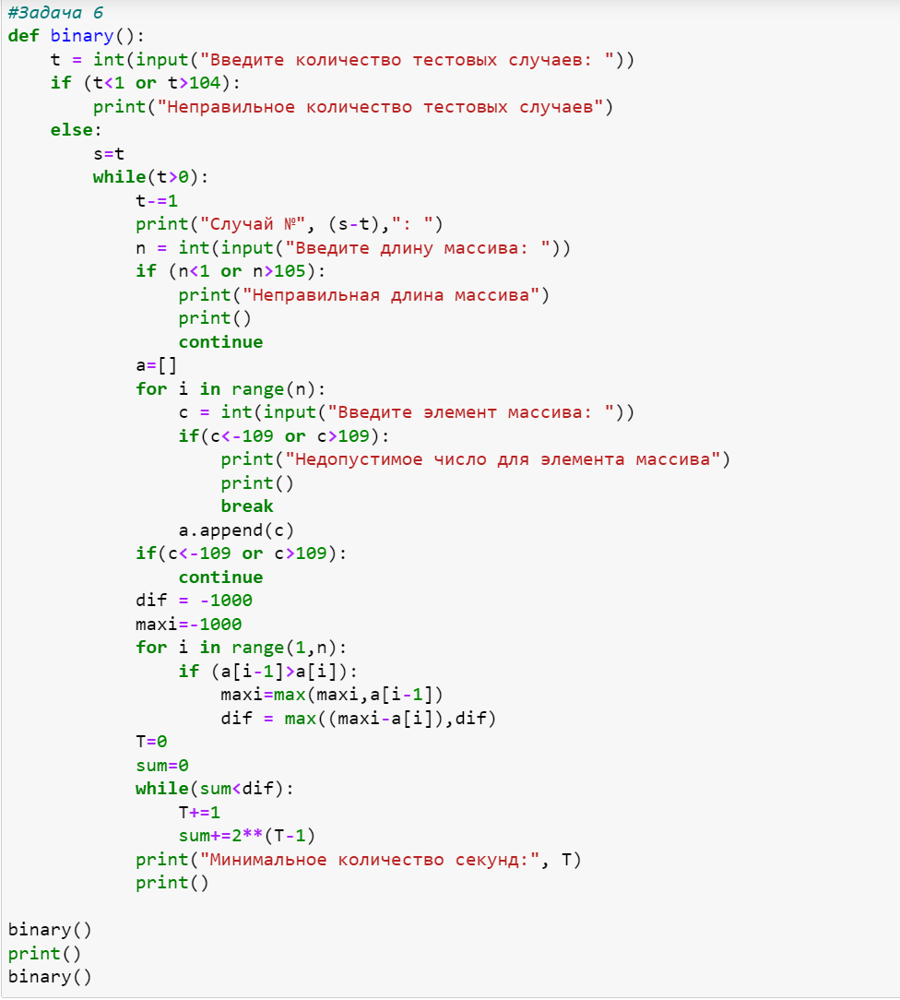 #Задача 6
def binary():
    t = int(input("Введите количество тестовых случаев: "))
    if (t<1 or t>104):
        print("Неправильное количество тестовых случаев")
    else:
        s=t
        while(t>0):
            t-=1
            print("Случай №", (s-t),": ")
            n = int(input("Введите длину массива: "))
            if (n<1 or n>105):
                print("Неправильная длина массива")
                print()
                continue
            a=[]
            for i in range(n):
                c = int(input("Введите элемент массива: "))
                if(c<-109 or c>109):
                    print("Недопустимое число для элемента массива")
                    print()
                    break
                a.append(c)
            if(c<-109 or c>109):
                continue
            dif = -1000
            maxi=-1000
            for i in range(1,n):
                if (a[i-1]>a[i]):
                    maxi=max(maxi,a[i-1])
                    dif = max((maxi-a[i]),dif)
            T=0
            sum=0
            while(sum<dif):
                T+=1
                sum+=2**(T-1)
            print("Минимальное количество секунд:", T)
            print()

binary()
print()
binary()